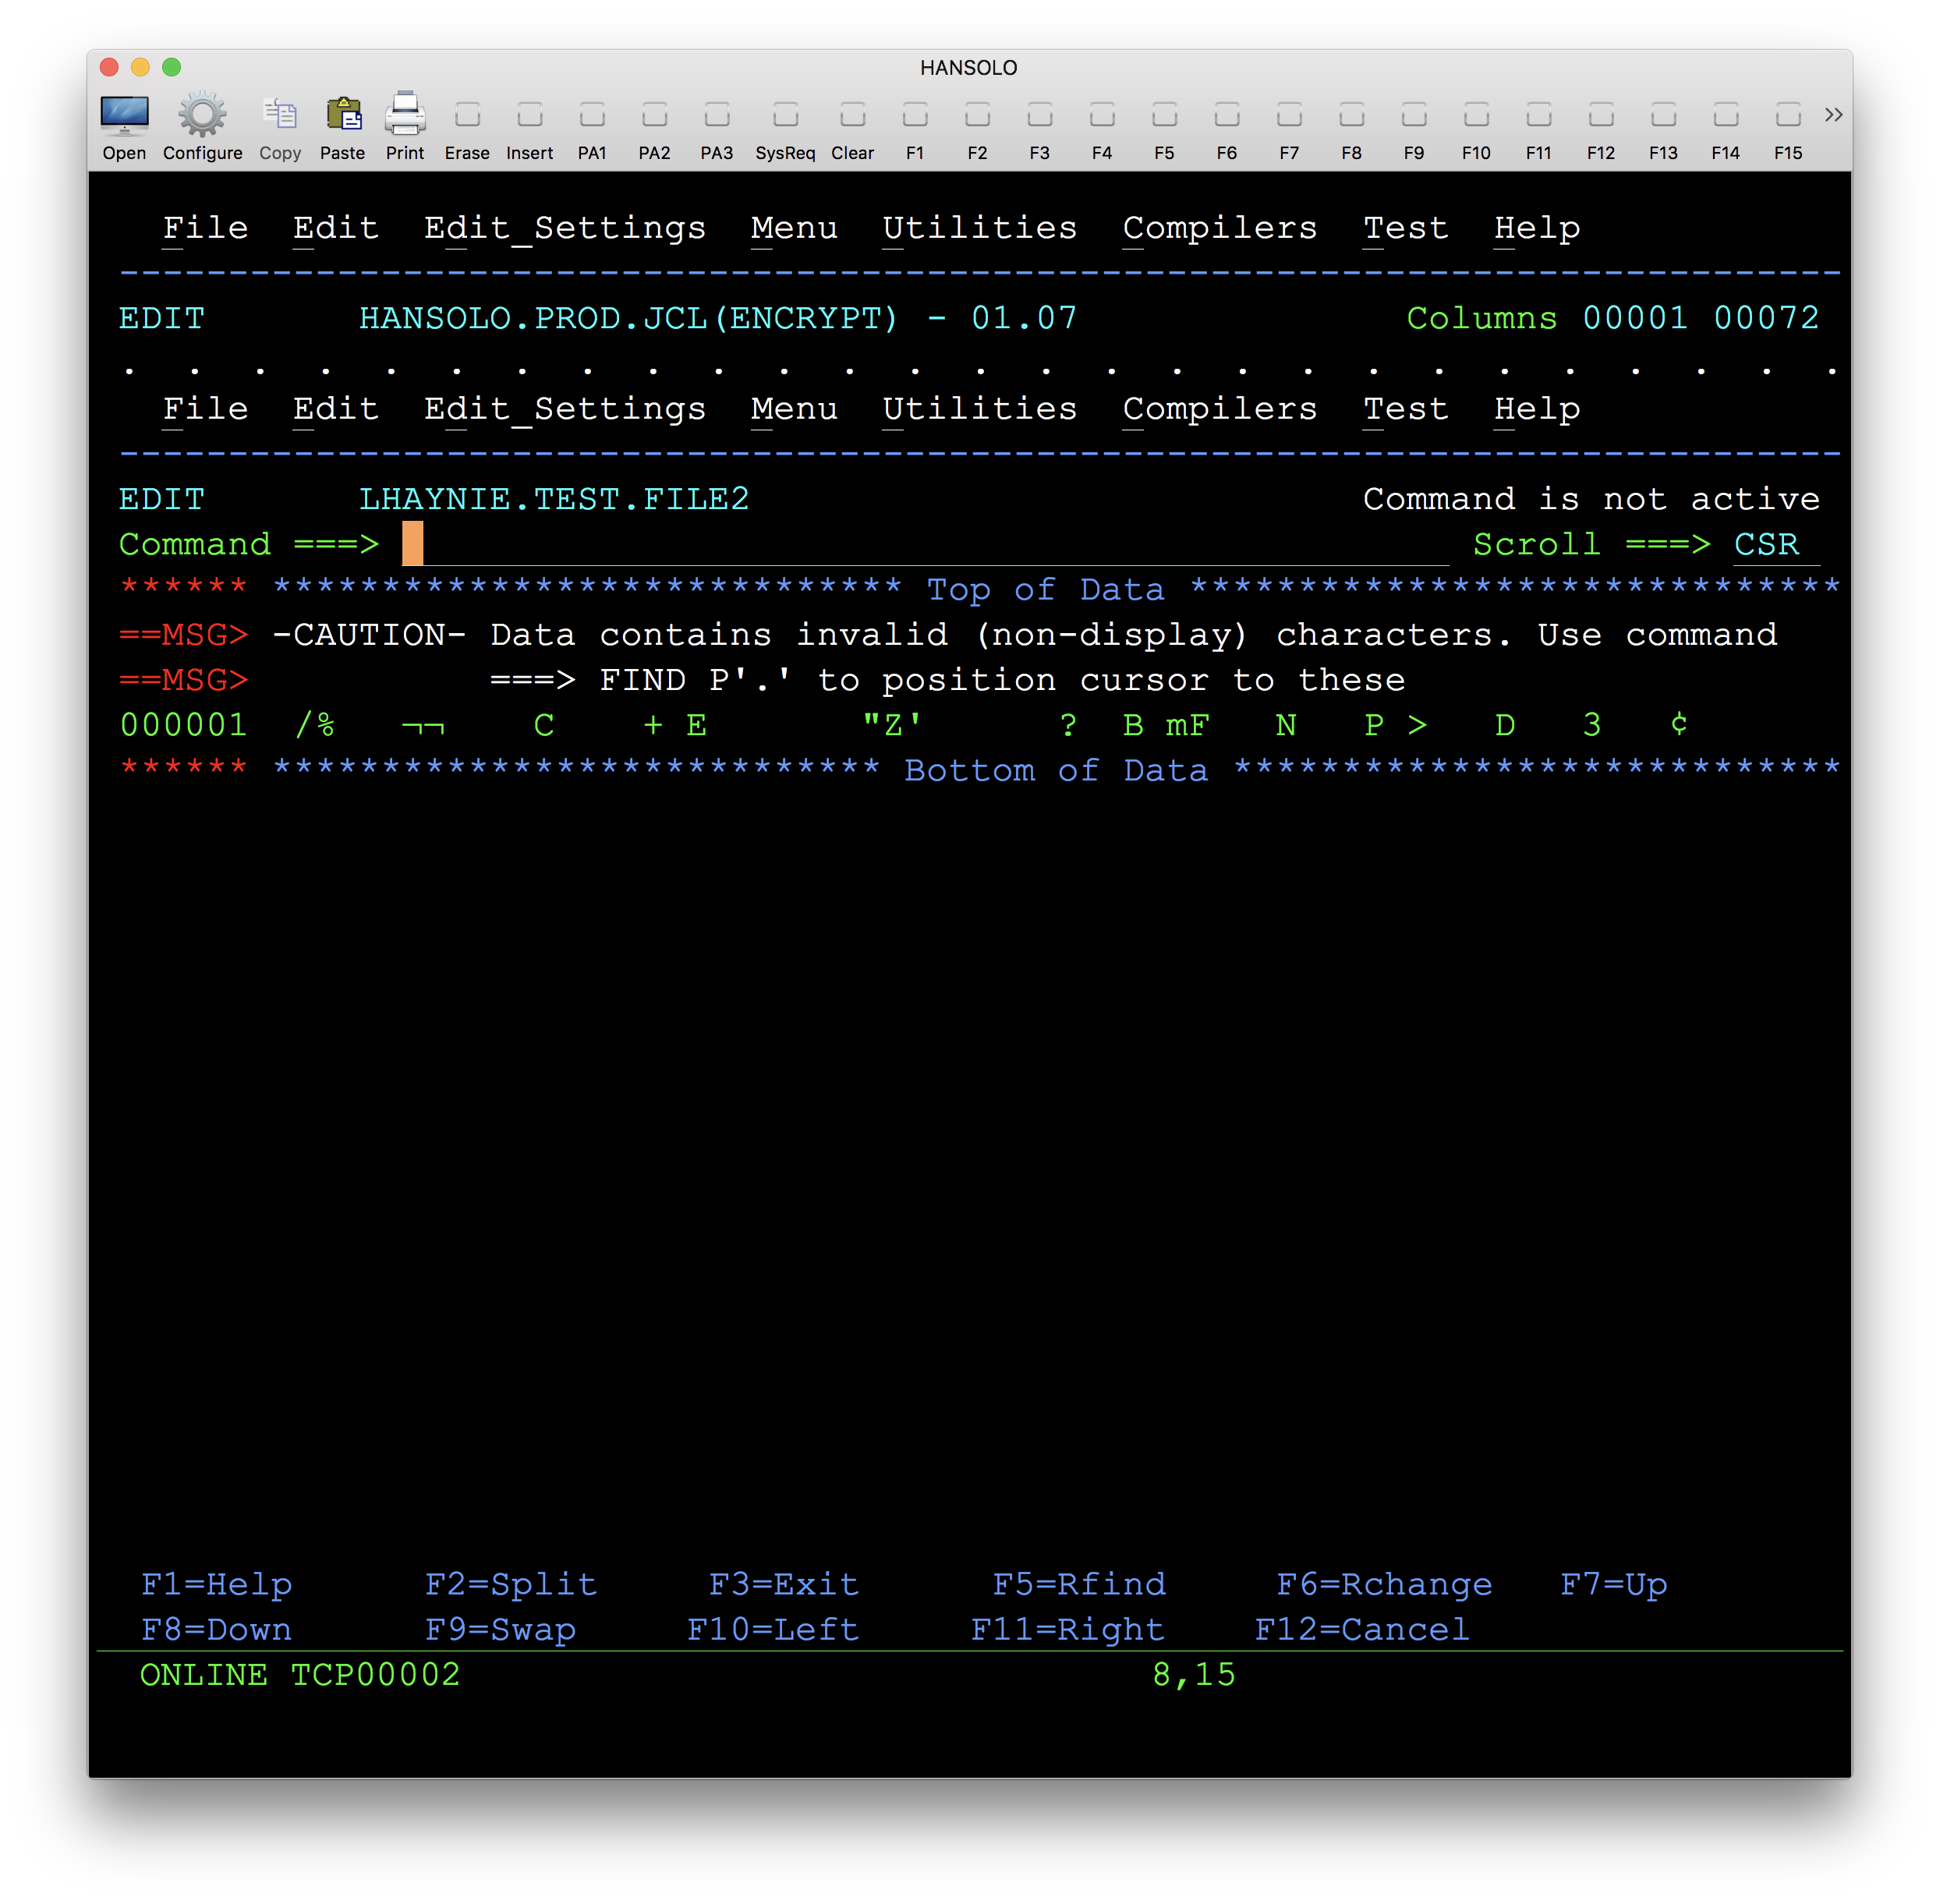 HANSOLO
Open Configure Copy Paste Print Erase Insert PA1 PA2 PA3 SysReq Clear F1 F2 F3 F4 F5 F6 F7 F8 F9 F10 F11 F12 F13 F14 F15 »
File Edit Edit_Settings Menu Utilities Compilers Test Help
-------------------------------------------------------------------------------
EDIT HANSOLO.PROD.JCL(ENCRYPT) - 01.07 Columns 00001 00072
. . . . . . . . . . . . . . . . . . . . . . . . . . .
File Edit Edit_Settings Menu Utilities Compilers Test Help
-------------------------------------------------------------------------------
EDIT LHAYNIE.TEST.FILE2 Command is not active
Command ===> Scroll ===> CSR
****** ***************************** Top of Data ******************************
==MSG> -CAUTION- Data contains invalid (non-display) characters. Use command
==MSG> ===> FIND P'.' to position cursor to these
000001 /% ¬¬ C + E "Z' ? B mF N P > D 3 ¢
****** **************************** Bottom of Data ****************************
F1=Help F2=Split F3=Exit F5=Rfind F6=Rchange F7=Up
F8=Down F9=Swap F10=Left F11=Right F12=Cancel
ONLINE TCP00002 8,15